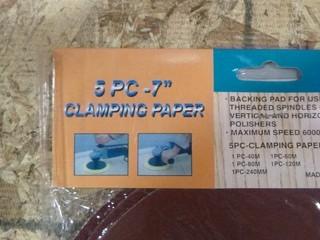 5 PC -7"
CLAMPING PAPER
- BACKING PAD FOR USE
THREADED SPINDLES
VERTICAL AND HORIZO
POLISHERS
- MAXIMUM SPEED 6000
5PC-CLAMPING PAPER
1 PC-40M 1PC-60M
1 PC-80M 1PC-120M
1PC-240MM
MAD